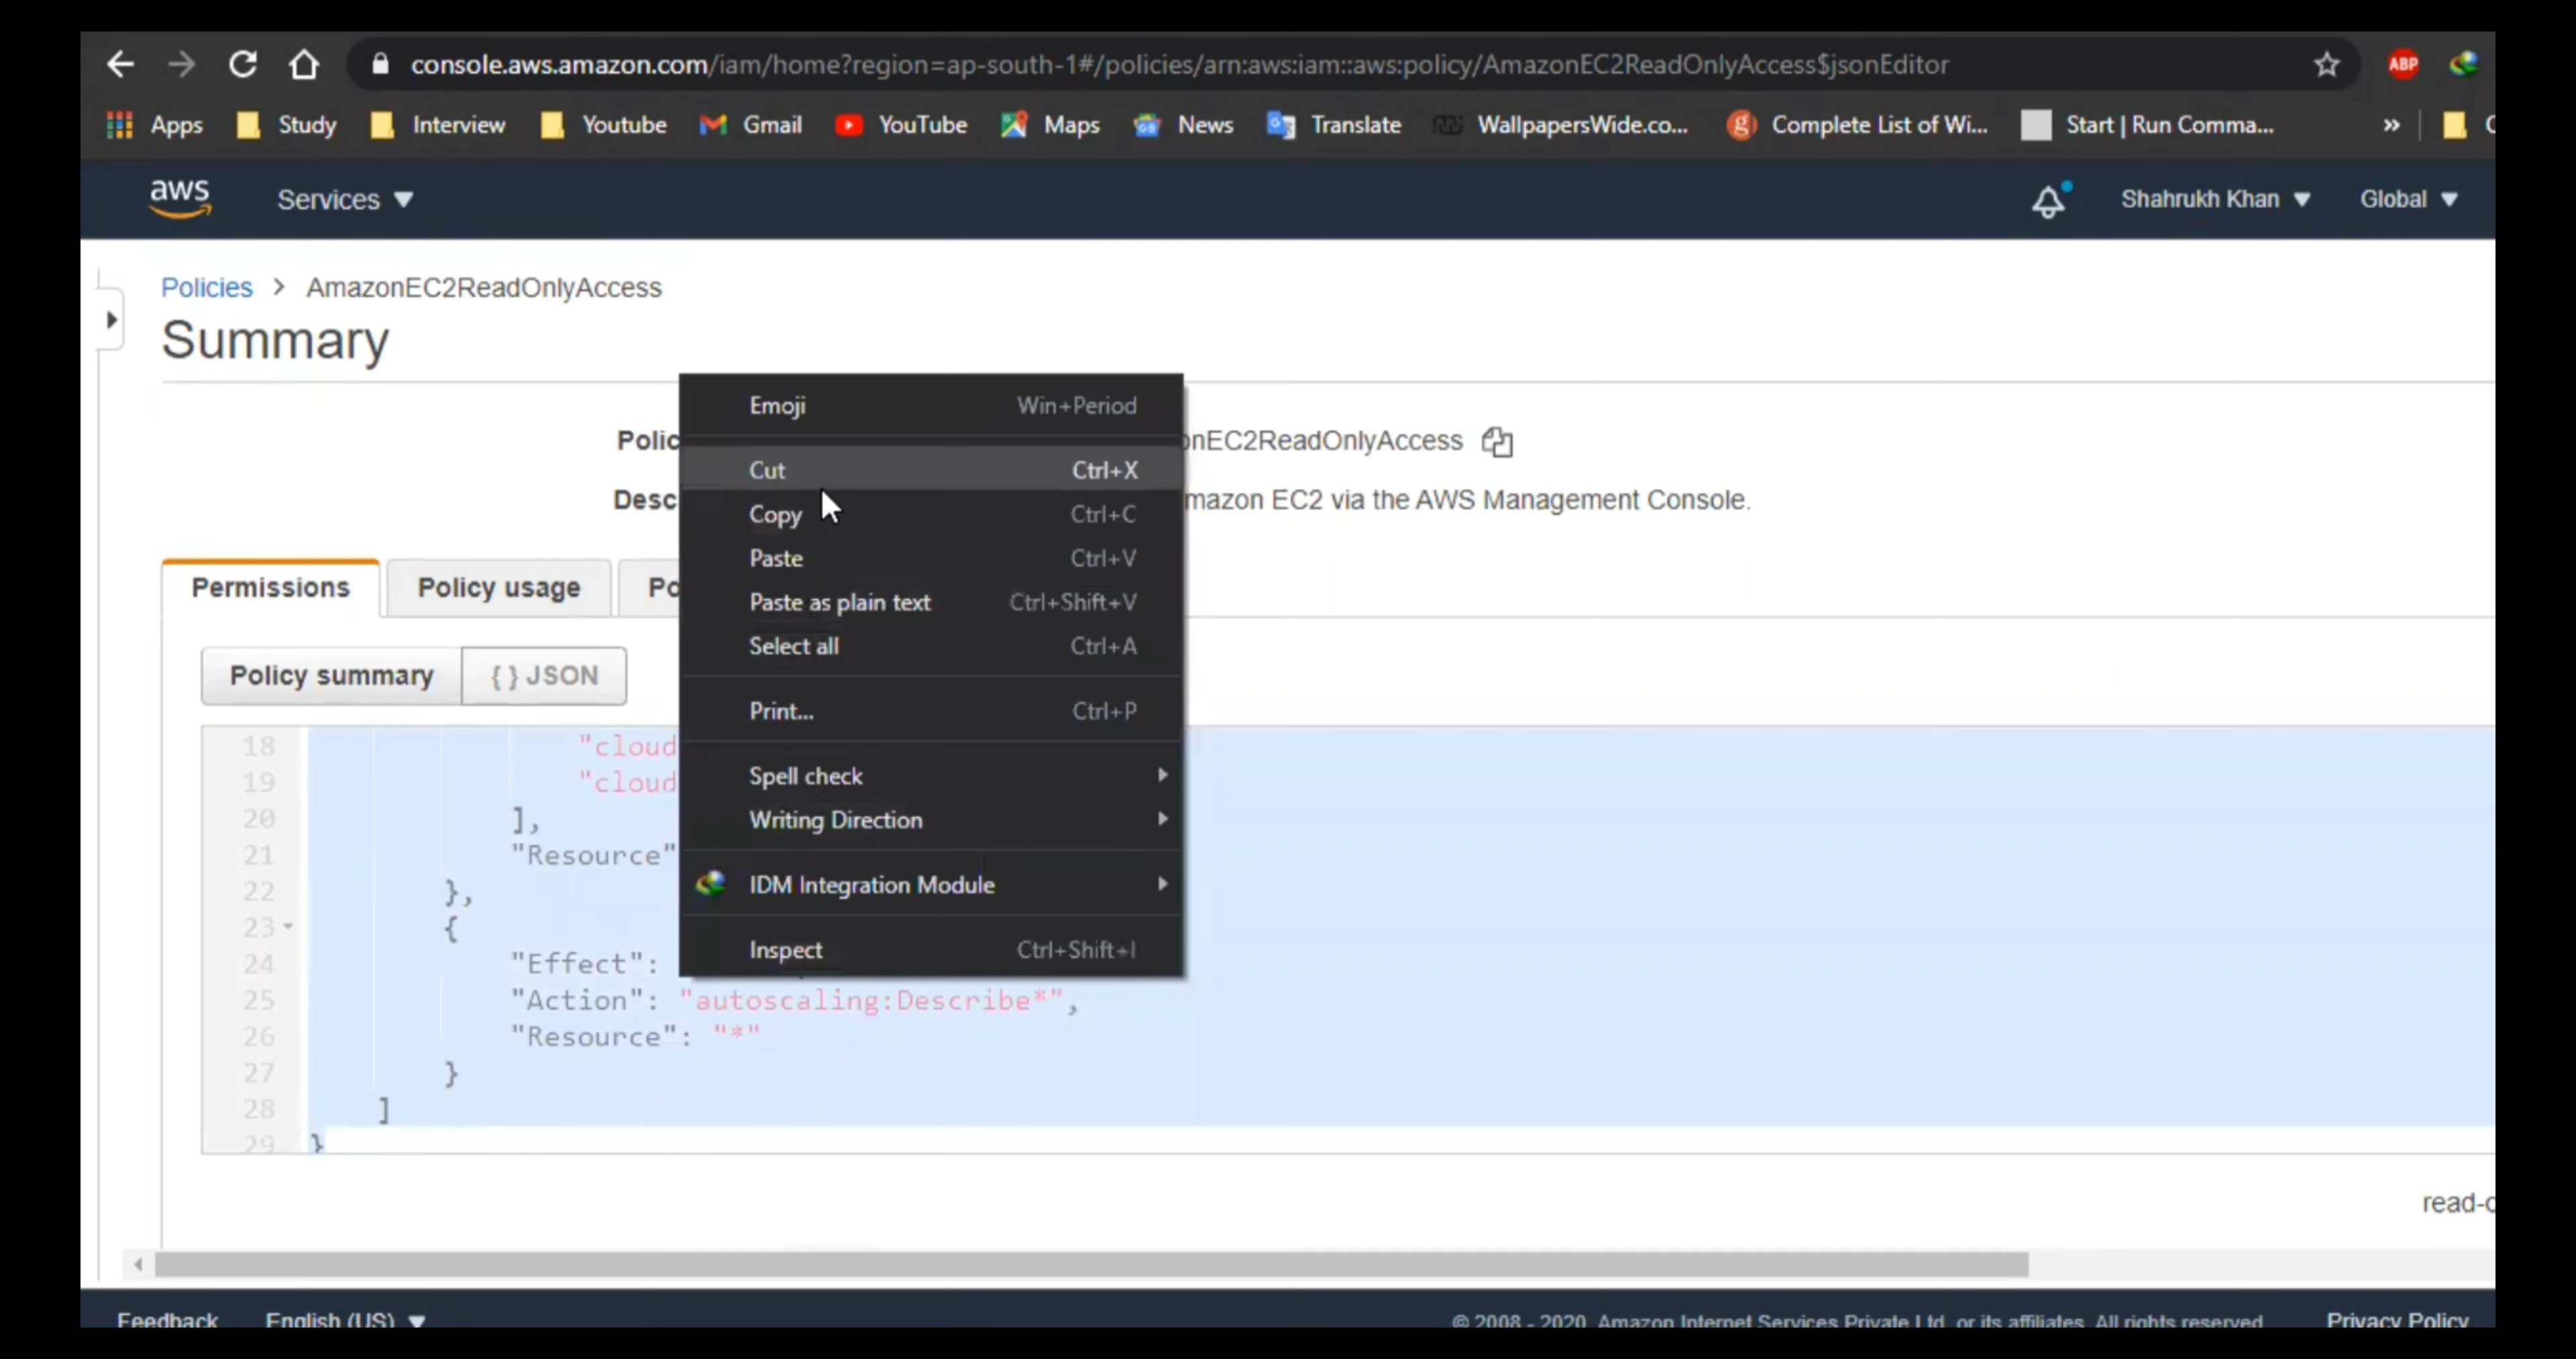 console.aws.amazon.com/iam/home?region=ap-south-1#/policies/arn:aws:iam::aws:policy/AmazonEC2ReadOnlyAccess$jsonEditor
ABP
Apps Study Interview Youtube Gmail YouTube Maps News Translate WallpapersWide.co... Complete List of Wi... Start | Run Comma... »
aws Services Shahrukh Khan Global
Policies > AmazonEC2ReadOnlyAccess
Summary
Emoji Win+Period
Polic onEC2ReadOnlyAccess
Cut Ctrl+X
Desc mazon EC2 via the AWS Management Console.
Copy Ctrl+C
Paste Ctrl+V
Permissions Policy usage Po
Paste as plain text Ctrl+Shift+V
Select all Ctrl+A
Policy summary { } JSON
Print... Ctrl+P
18 "cloud
19 "cloud
Spell check
20 ],
Writing Direction
21 "Resource"
22 },
IDM Integration Module
23 {
24 "Effect":
Inspect Ctrl+Shift+I
25 "Action": "autoscaling:Describe*",
26 "Resource": "*"
27 }
28 ]
29 }
read-o
Feedback English (US) © 2008 - 2020, Amazon Internet Services Private Ltd. or its affiliates. All rights reserved. Privacy Policy